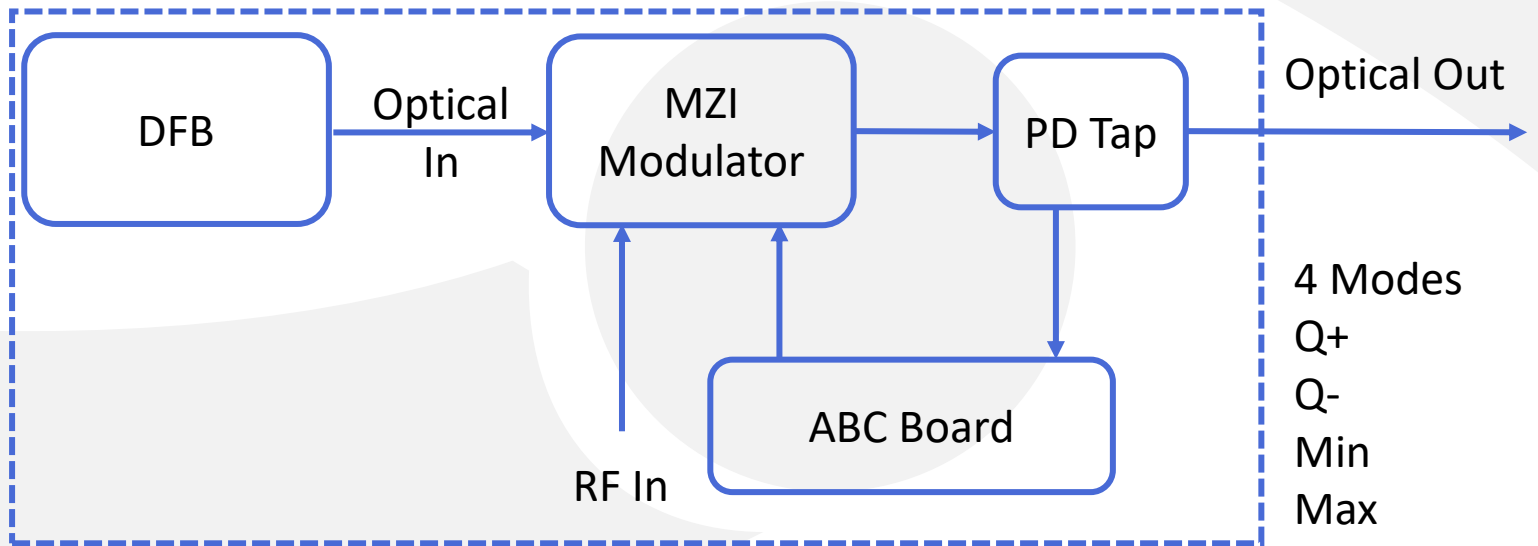 DFB
Optical
In
MZI
Modulator
PD Tap
Optical Out
ABC Board
RF In
4 Modes
Q+
Q-
Min
Max